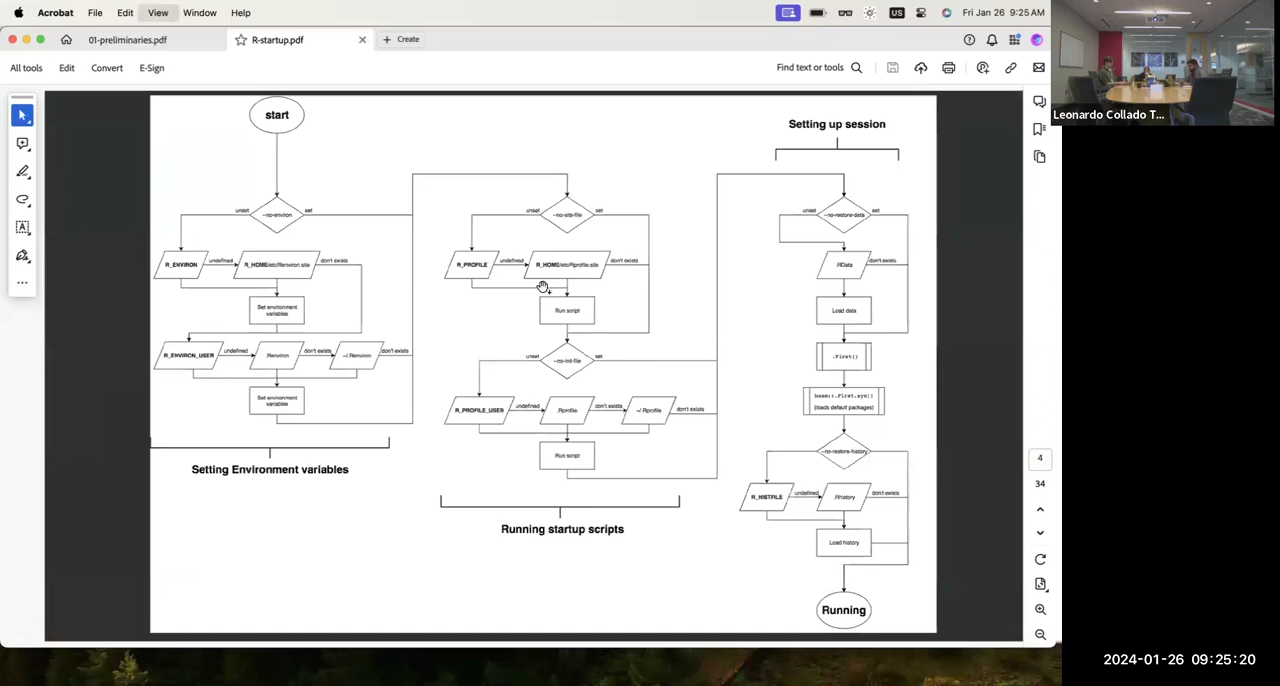 Acrobat File Edit View Window Help
US
Fri Jan 26 9:25 AM
01-preliminaries.pdf
R-startup.pdf
+ Create
All tools Edit Convert E-Sign
Find text or tools
Leonardo Collado T...
start
Setting up session
unset --no-environ set
unset --no-site-file set
unset --no-restore-data set
R_ENVIRON undefined R_HOME/etc/Renviron.site don't exists
R_PROFILE undefined R_HOME/etc/Rprofile.site don't exists
.RData don't exists
Set environment variables
Run script
Load data
R_ENVIRON_USER undefined .Renviron don't exists ~/.Renviron don't exists
unset --no-init-file set
.First()
Set environment variables
R_PROFILE_USER undefined .Rprofile don't exists ~/.Rprofile don't exists
base::.First.sys()
(loads default packages)
Setting Environment variables
Run script
--no-restore-history
4
34
R_HISTFILE undefined .Rhistory don't exists
Running startup scripts
Load history
Running
2024-01-26 09:25:20